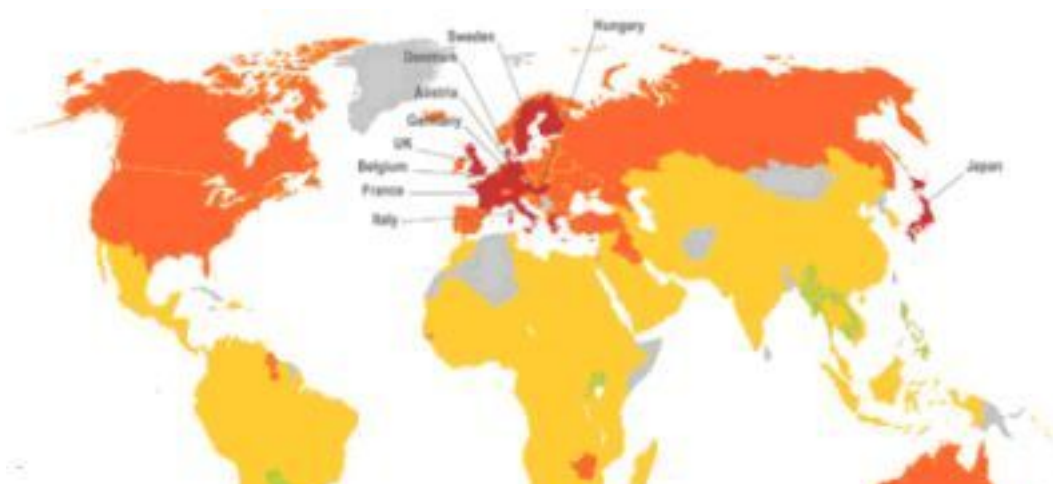 Hungary
Sweden
Denmark
Austria
Germany
UK
Belgium
France
Italy
Japan